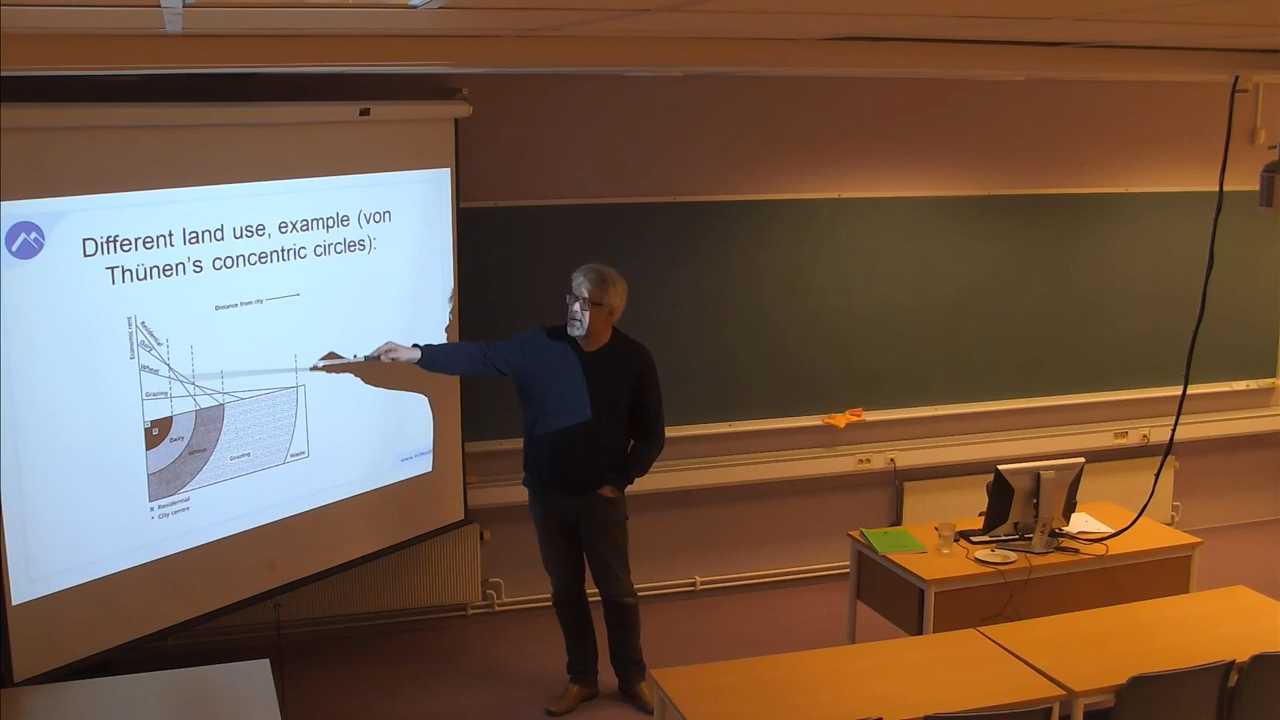 Different land use, example (von
Thünen's concentric circles):
Distance from city
Economic rent
Residential
Dairy
Wheat
Grazing
R
Dairy
Wheat
Grazing
Waste
R Residential
* City centre